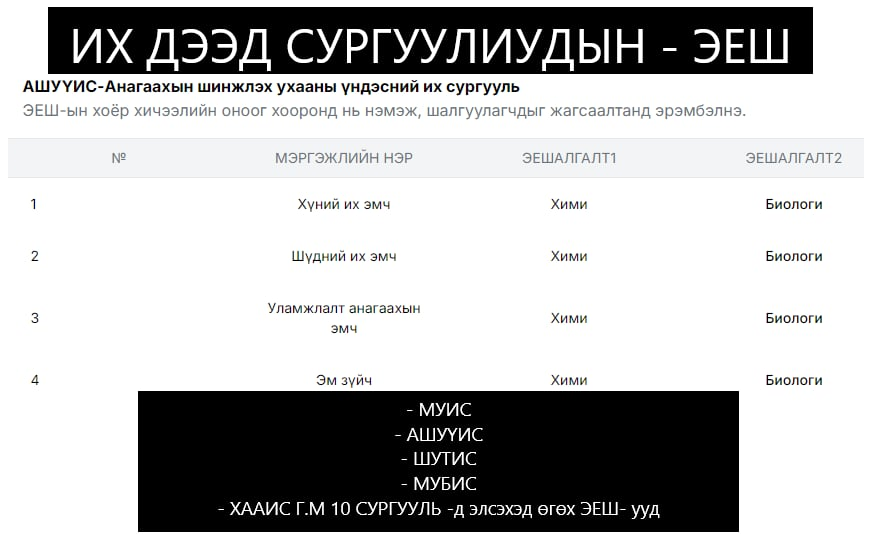 ИХ ДЭЭД СУРГУУЛИУДЫН - ЭЕШ
АШУҮИС-Анагаахын шинжлэх ухааны үндэсний их сургууль
ЭЕШ-ын хоёр хичээлийн оноог хооронд нь нэмэж, шалгуулагчдыг жагсаалтанд эрэмбэлнэ.
№ МЭРГЭЖЛИЙН НЭР ЭЕШАЛГАЛТ1 ЭЕШАЛГАЛТ2
1 Хүний их эмч Хими Биологи
2 Шүдний их эмч Хими Биологи
3 Уламжлалт анагаахын
эмч Хими Биологи
4 Эм зүйч Хими Биологи
- МУИС
- АШУҮИС
- ШУТИС
- МУБИС
- ХААИС Г.М 10 СУРГУУЛЬ -д элсэхэд өгөх ЭЕШ- ууд